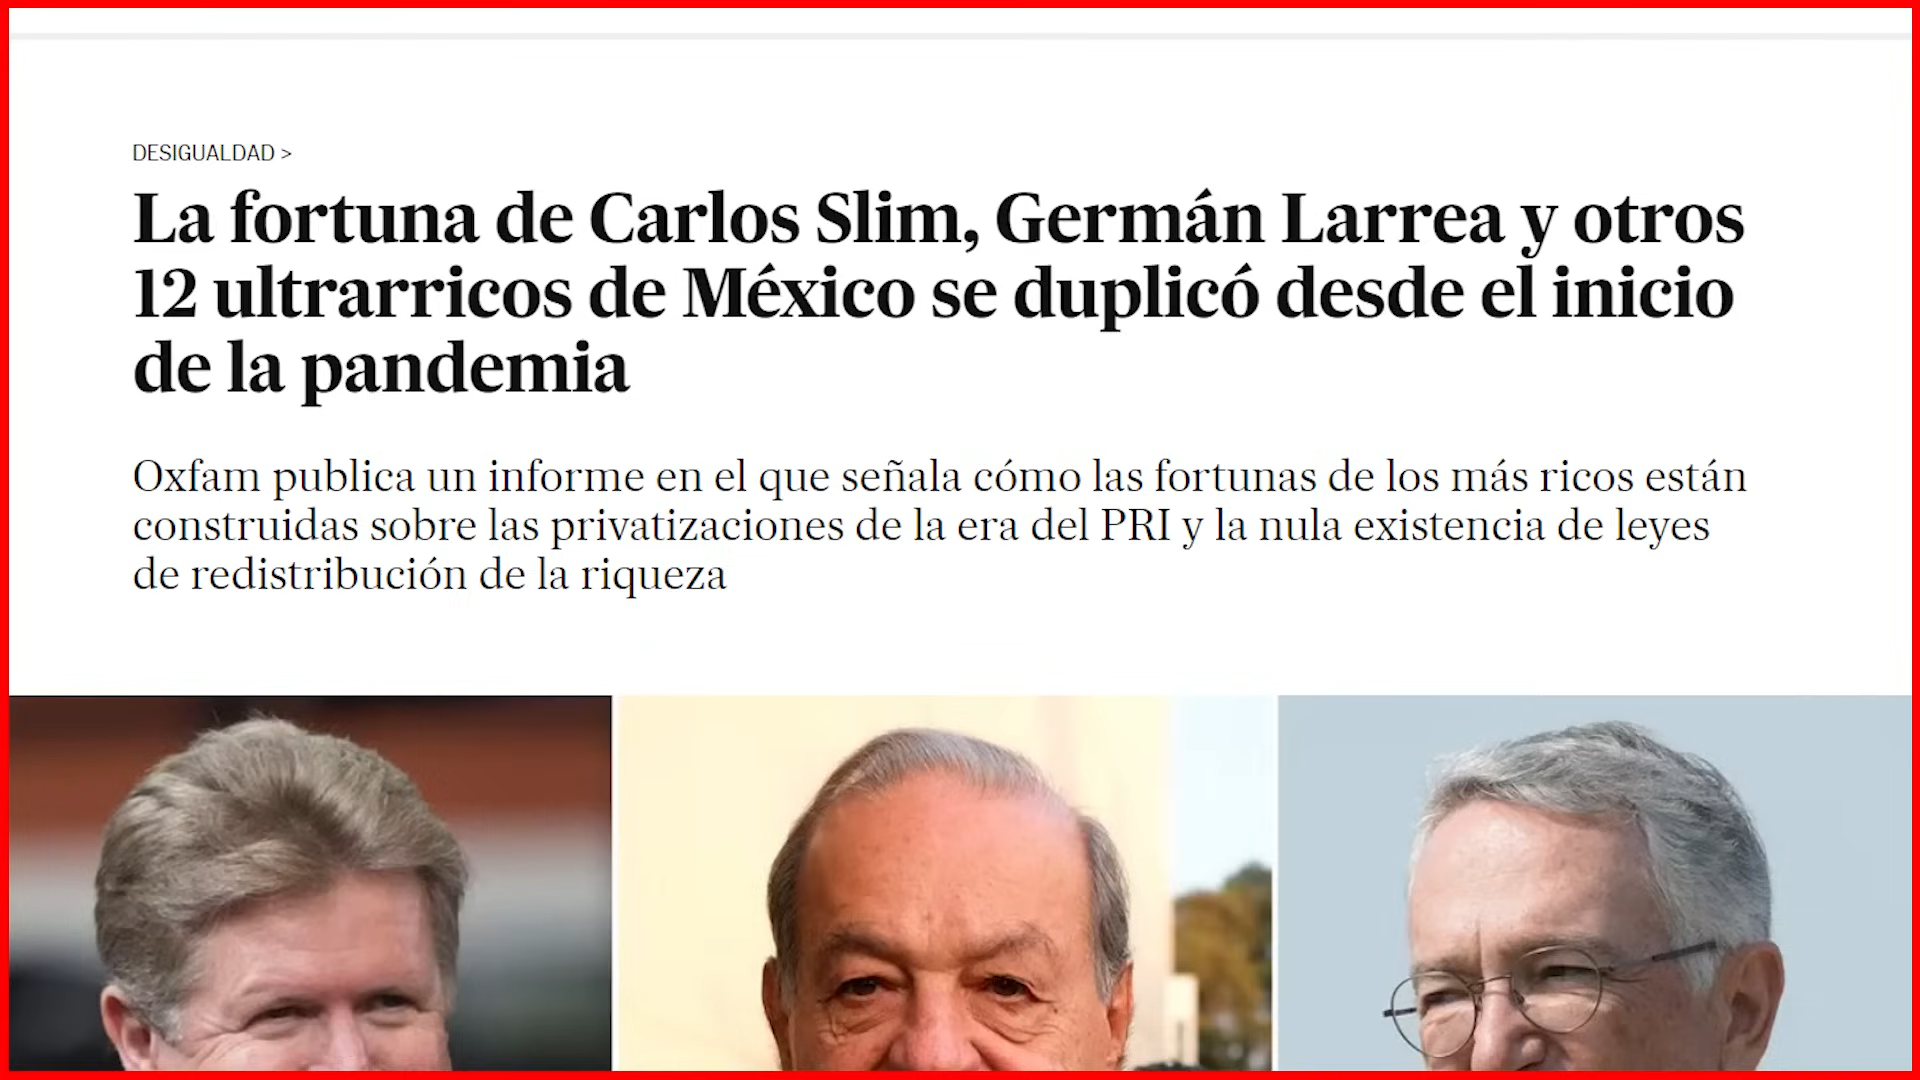 DESIGUALDAD >
La fortuna de Carlos Slim, Germán Larrea y otros
12 ultrarricos de México se duplicó desde el inicio
de la pandemia
Oxfam publica un informe en el que señala cómo las fortunas de los más ricos están
construidas sobre las privatizaciones de la era del PRI y la nula existencia de leyes
de redistribución de la riqueza